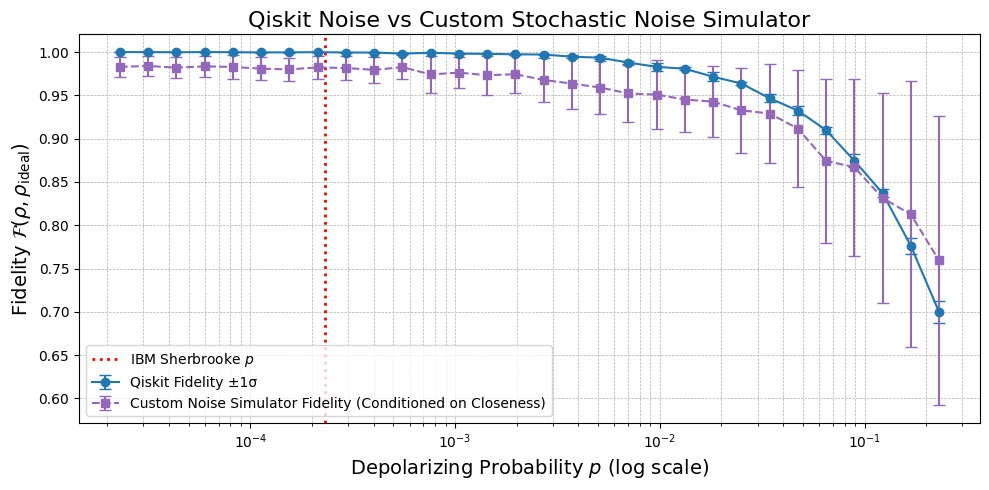 Qiskit Noise vs Custom Stochastic Noise Simulator
Fidelity 𝓕(ρ, ρ_ideal)
1.00
0.95
0.90
0.85
0.80
0.75
0.70
0.65
0.60
IBM Sherbrooke p
Qiskit Fidelity ±1σ
Custom Noise Simulator Fidelity (Conditioned on Closeness)
10⁻⁴
10⁻³
10⁻²
10⁻¹
Depolarizing Probability p (log scale)